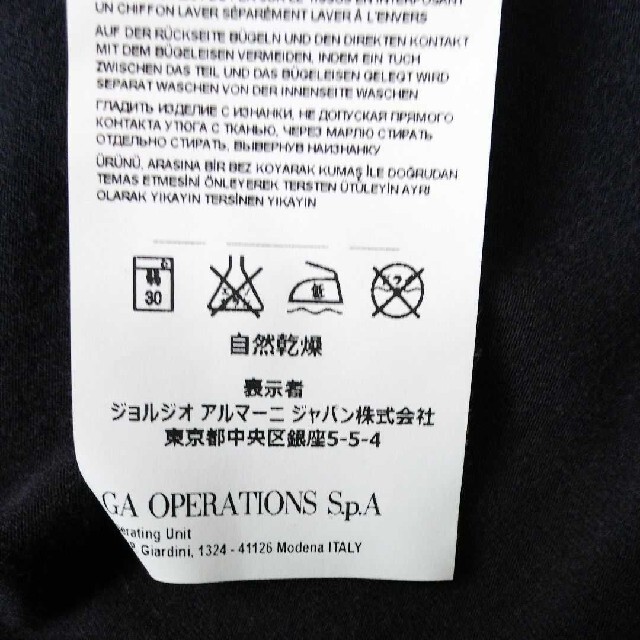 UN CHIFFON LAVER SÉPARÉMENT LAVER À L'ENVERS
AUF DER RÜCKSEITE BÜGELN UND DEN DIREKTEN KONTAKT
MIT DEM BÜGELEISEN VERMEIDEN, INDEM EIN TUCH
ZWISCHEN DAS TEIL UND DAS BÜGELEISEN GELEGT WIRD
SEPARAT WASCHEN VON DER INNENSEITE WASCHEN
ГЛАДИТЬ ИЗДЕЛИЕ С ИЗНАНКИ, НЕ ДОПУСКАЯ ПРЯМОГО
КОНТАКТА УТЮГА С ТКАНЬЮ, ЧЕРЕЗ МАРЛЮ СТИРАТЬ
ОТДЕЛЬНО СТИРАТЬ, ВЫВЕРНУВ НАИЗНАНКУ
ÜRÜNÜ, ARASINA BİR BEZ KOYARAK KUMAŞ İLE DOĞRUDAN
TEMAS ETMESİNİ ÖNLEYEREK TERSTEN ÜTÜLEYİN AYRI
OLARAK YIKAYIN TERSİNEN YIKAYIN
弱
30
低
自然乾燥
表示者
ジョルジオ アルマーニ ジャパン株式会社
東京都中央区銀座5-5-4
GA OPERATIONS S.p.A
erating Unit
Giardini, 1324 - 41126 Modena ITALY